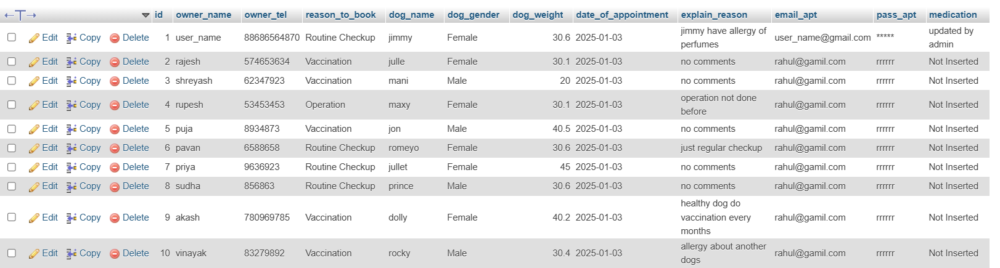 id owner_name owner_tel reason_to_book dog_name dog_gender dog_weight date_of_appointment explain_reason email_apt pass_apt medication
Edit Copy Delete 1 user_name 88686564870 Routine Checkup jimmy Female 30.6 2025-01-03 jimmy have allergy of perfumes user_name@gmail.com ***** updated by admin
Edit Copy Delete 2 rajesh 574653634 Vaccination julle Female 30.1 2025-01-03 no comments rahul@gamil.com rrrrrr Not Inserted
Edit Copy Delete 3 shreyash 62347923 Vaccination mani Male 20 2025-01-03 no comments rahul@gamil.com rrrrrr Not Inserted
Edit Copy Delete 4 rupesh 53453453 Operation maxy Female 30.1 2025-01-03 operation not done before rahul@gamil.com rrrrrr Not Inserted
Edit Copy Delete 5 puja 8934873 Vaccination jon Male 40.5 2025-01-03 no comments rahul@gamil.com rrrrrr Not Inserted
Edit Copy Delete 6 pavan 6588658 Routine Checkup romeyo Female 30.6 2025-01-03 just regular checkup rahul@gamil.com rrrrrr Not Inserted
Edit Copy Delete 7 priya 9636923 Routine Checkup jullet Female 45 2025-01-03 no comments rahul@gamil.com rrrrrr Not Inserted
Edit Copy Delete 8 sudha 856863 Routine Checkup prince Male 30.6 2025-01-03 no comments rahul@gamil.com rrrrrr Not Inserted
Edit Copy Delete 9 akash 780969785 Vaccination dolly Female 40.2 2025-01-03 healthy dog do vaccination every months rahul@gamil.com rrrrrr Not Inserted
Edit Copy Delete 10 vinayak 83279892 Vaccination rocky Male 30.4 2025-01-03 allergy about another dogs rahul@gamil.com rrrrrr Not Inserted